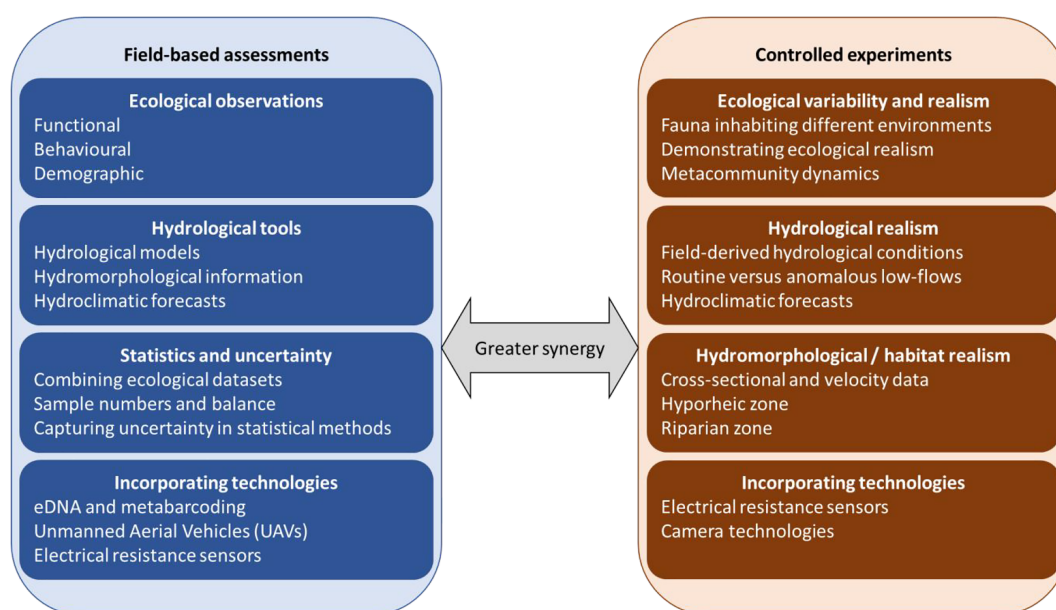 Field-based assessments
Ecological observations
Functional
Behavioural
Demographic
Hydrological tools
Hydrological models
Hydromorphological information
Hydroclimatic forecasts
Statistics and uncertainty
Combining ecological datasets
Sample numbers and balance
Capturing uncertainty in statistical methods
Incorporating technologies
eDNA and metabarcoding
Unmanned Aerial Vehicles (UAVs)
Electrical resistance sensors
Greater synergy
Controlled experiments
Ecological variability and realism
Fauna inhabiting different environments
Demonstrating ecological realism
Metacommunity dynamics
Hydrological realism
Field-derived hydrological conditions
Routine versus anomalous low-flows
Hydroclimatic forecasts
Hydromorphological / habitat realism
Cross-sectional and velocity data
Hyporheic zone
Riparian zone
Incorporating technologies
Electrical resistance sensors
Camera technologies